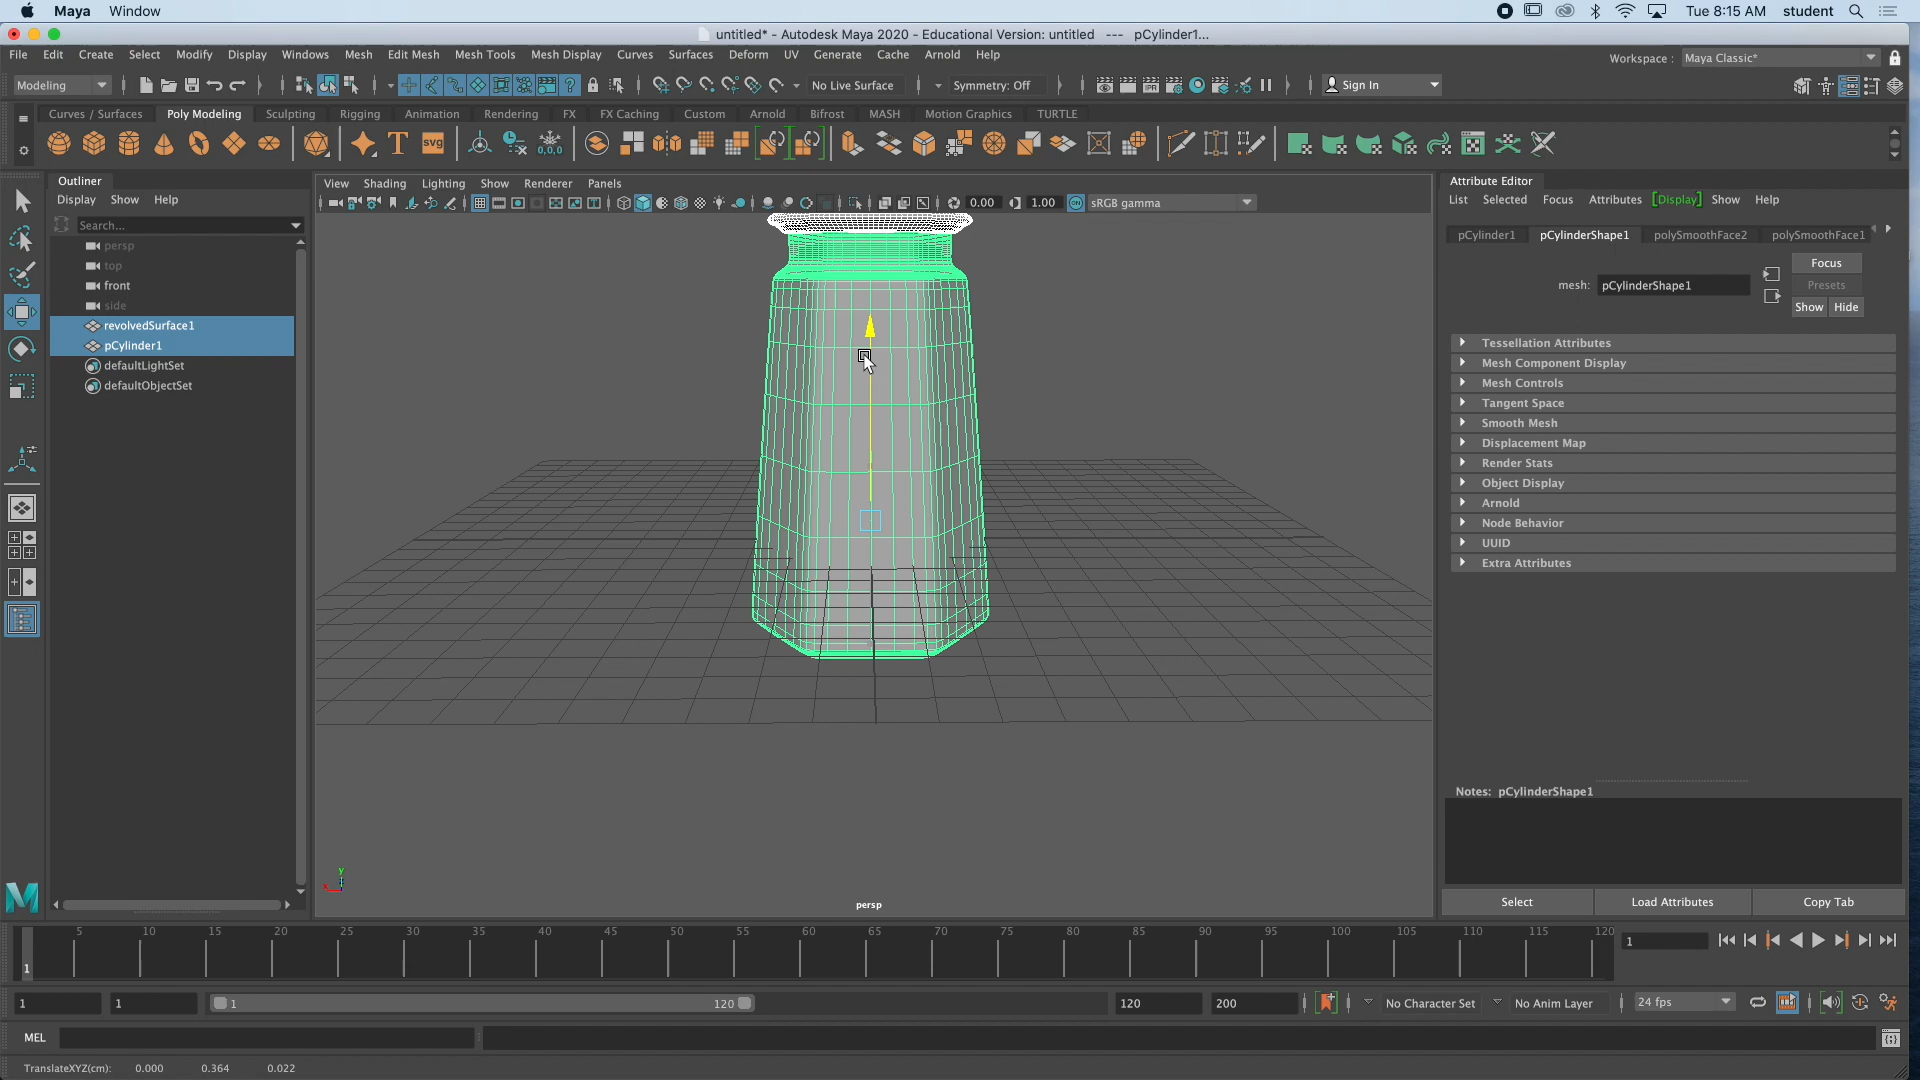 Maya Window
Tue 8:15 AM student
untitled* - Autodesk Maya 2020 - Educational Version: untitled --- pCylinder1...
File Edit Create Select Modify Display Windows Mesh Edit Mesh Mesh Tools Mesh Display Curves Surfaces Deform UV Generate Cache Arnold Help
Workspace : Maya Classic*
Modeling
No Live Surface
Symmetry: Off
Sign In
Curves / Surfaces Poly Modeling Sculpting Rigging Animation Rendering FX FX Caching Custom Arnold Bifrost MASH Motion Graphics TURTLE
SVG
0,0,0
Outliner
Display Show Help
Search...
persp
top
front
side
revolvedSurface1
pCylinder1
defaultLightSet
defaultObjectSet
View Shading Lighting Show Renderer Panels
0.00 1.00 ON sRGB gamma
y
x
persp
Attribute Editor
List Selected Focus Attributes [Display] Show Help
pCylinder1 pCylinderShape1 polySmoothFace2 polySmoothFace1
mesh: pCylinderShape1
Focus
Presets
Show Hide
Tessellation Attributes
Mesh Component Display
Mesh Controls
Tangent Space
Smooth Mesh
Displacement Map
Render Stats
Object Display
Arnold
Node Behavior
UUID
Extra Attributes
Notes: pCylinderShape1
Select Load Attributes Copy Tab
5 10 15 20 25 30 35 40 45 50 55 60 65 70 75 80 85 90 95 100 105 110 115 120
1
1
1 1 1 120 120 200 No Character Set No Anim Layer 24 fps
MEL
TranslateXYZ(cm): 0.000 0.364 0.022